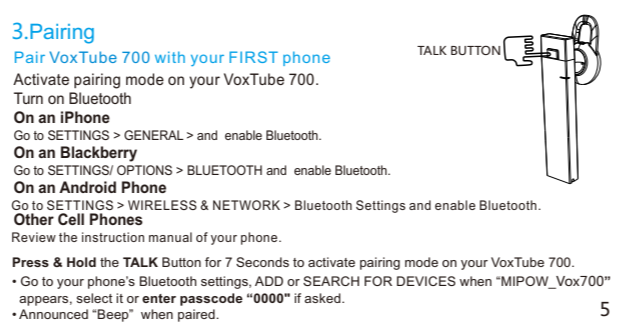 3.Pairing
Pair VoxTube 700 with your FIRST phone
TALK BUTTON
Activate pairing mode on your VoxTube 700.
Turn on Bluetooth
On an iPhone
Go to SETTINGS > GENERAL > and enable Bluetooth.
On an Blackberry
Go to SETTINGS/ OPTIONS > BLUETOOTH and enable Bluetooth.
On an Android Phone
Go to SETTINGS > WIRELESS & NETWORK > Bluetooth Settings and enable Bluetooth.
Other Cell Phones
Review the instruction manual of your phone.
Press & Hold the TALK Button for 7 Seconds to activate pairing mode on your VoxTube 700.
• Go to your phone's Bluetooth settings, ADD or SEARCH FOR DEVICES when “MIPOW_Vox700”
appears, select it or enter passcode “0000” if asked.
• Announced “Beep” when paired.
5